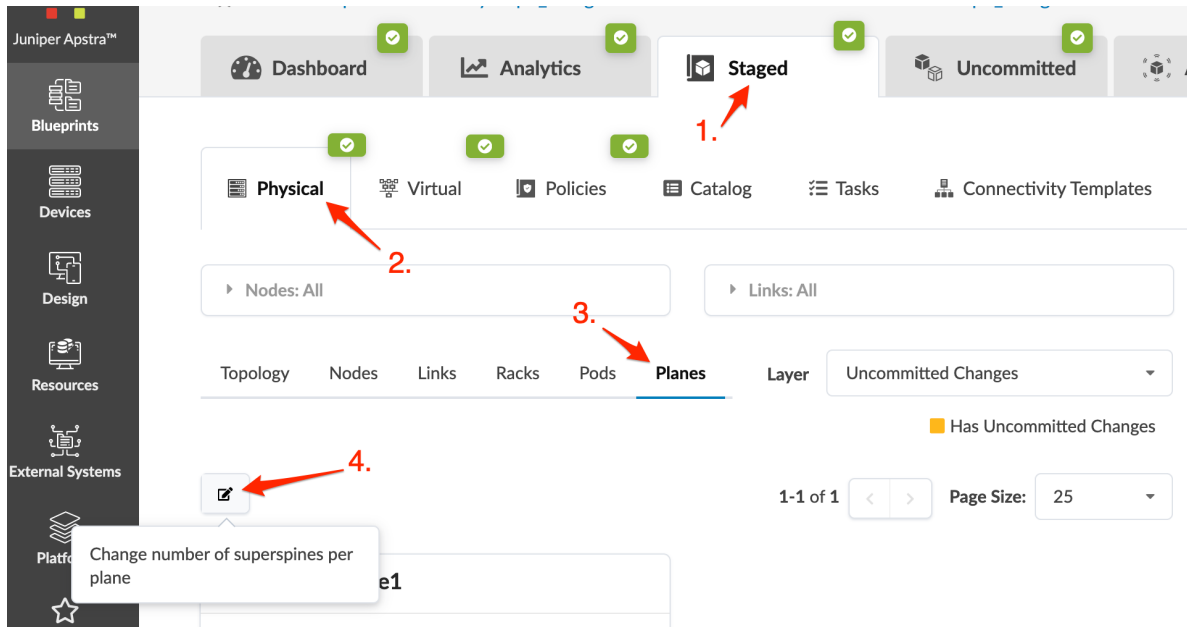 Juniper Apstra™
Dashboard
Analytics
Staged
Uncommitted
1.
Blueprints
Physical
Virtual
Policies
Catalog
Tasks
Connectivity Templates
Devices
2.
Nodes: All
Links: All
Design
3.
Topology
Nodes
Links
Racks
Pods
Planes
Layer
Uncommitted Changes
Resources
Has Uncommitted Changes
External Systems
4.
1-1 of 1
Page Size:
25
Change number of superspines per
plane